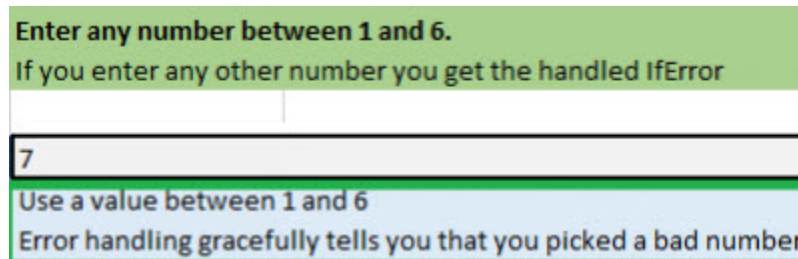 Enter any number between 1 and 6.
If you enter any other number you get the handled IfError
7
Use a value between 1 and 6
Error handling gracefully tells you that you picked a bad number